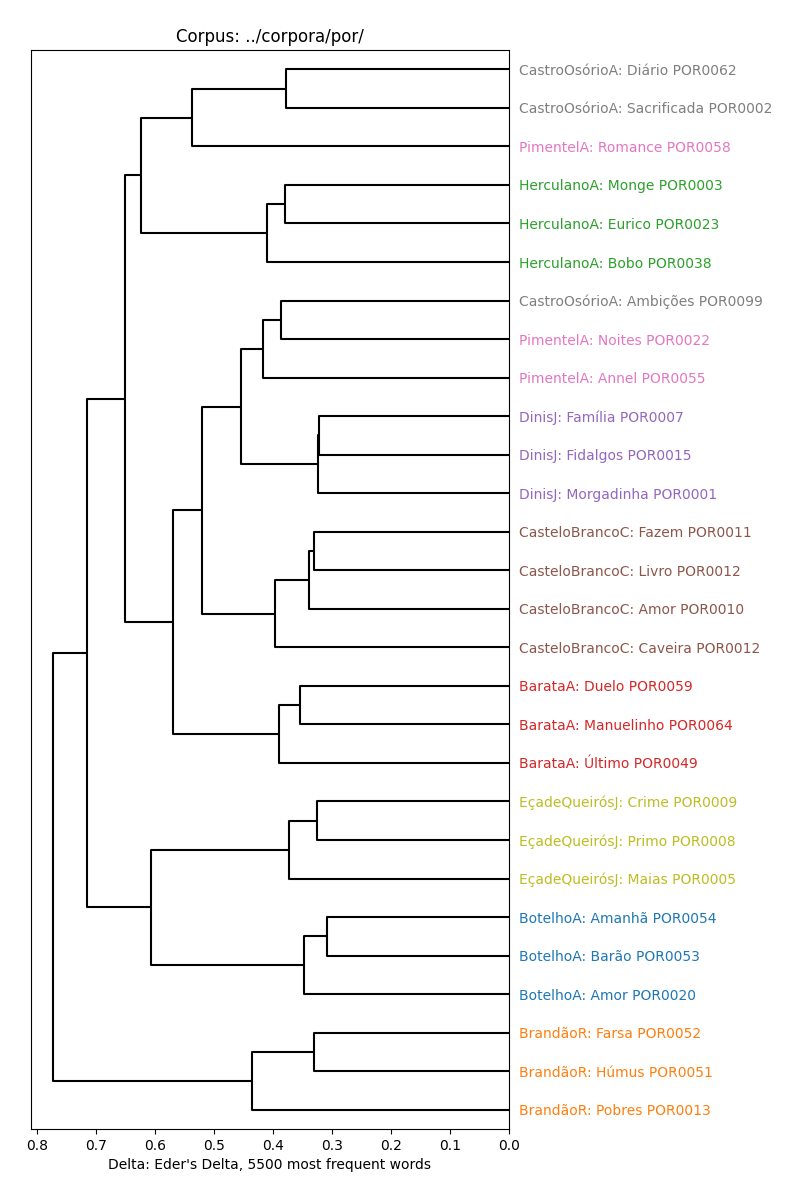 Corpus: ../corpora/por/
CastroOsórioA: Diário POR0062
CastroOsórioA: Sacrificada POR0002
PimentelA: Romance POR0058
HerculanoA: Monge POR0003
HerculanoA: Eurico POR0023
HerculanoA: Bobo POR0038
CastroOsórioA: Ambições POR0099
PimentelA: Noites POR0022
PimentelA: Annel POR0055
DinisJ: Família POR0007
DinisJ: Fidalgos POR0015
DinisJ: Morgadinha POR0001
CasteloBrancoC: Fazem POR0011
CasteloBrancoC: Livro POR0012
CasteloBrancoC: Amor POR0010
CasteloBrancoC: Caveira POR0012
BarataA: Duelo POR0059
BarataA: Manuelinho POR0064
BarataA: Último POR0049
EçadeQueirósJ: Crime POR0009
EçadeQueirósJ: Primo POR0008
EçadeQueirósJ: Maias POR0005
BotelhoA: Amanhã POR0054
BotelhoA: Barão POR0053
BotelhoA: Amor POR0020
BrandãoR: Farsa POR0052
BrandãoR: Húmus POR0051
BrandãoR: Pobres POR0013
0.8 0.7 0.6 0.5 0.4 0.3 0.2 0.1 0.0
Delta: Eder's Delta, 5500 most frequent words